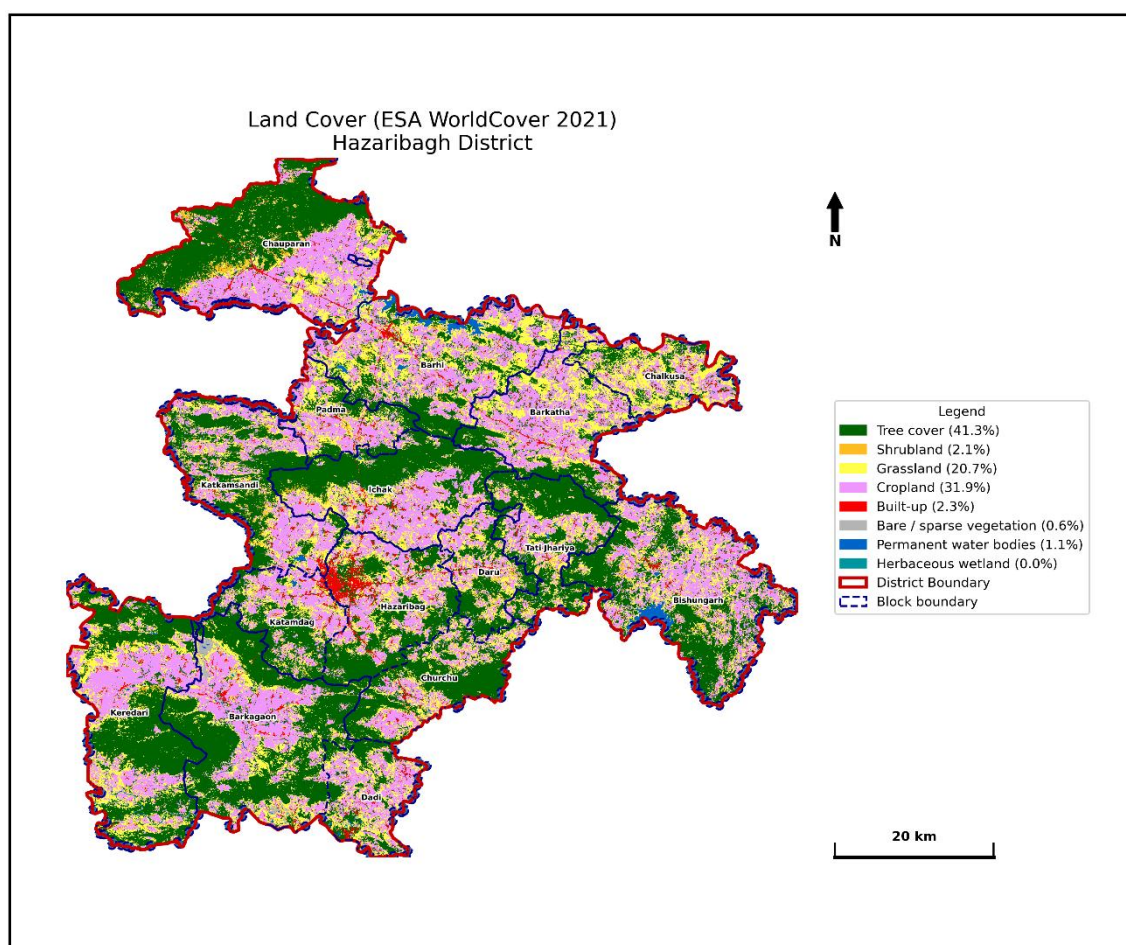 Land Cover (ESA WorldCover 2021)
Hazaribagh District
N
Chauparan
Barhi
Chalkusa
Padma
Barkatha
Katkamsandi
Ichak
Tati Jhariya
Daru
Hazaribag
Bishungarh
Katamdag
Churchu
Keredari
Barkagaon
Dadi
Legend
Tree cover (41.3%)
Shrubland (2.1%)
Grassland (20.7%)
Cropland (31.9%)
Built-up (2.3%)
Bare / sparse vegetation (0.6%)
Permanent water bodies (1.1%)
Herbaceous wetland (0.0%)
District Boundary
Block boundary
20 km